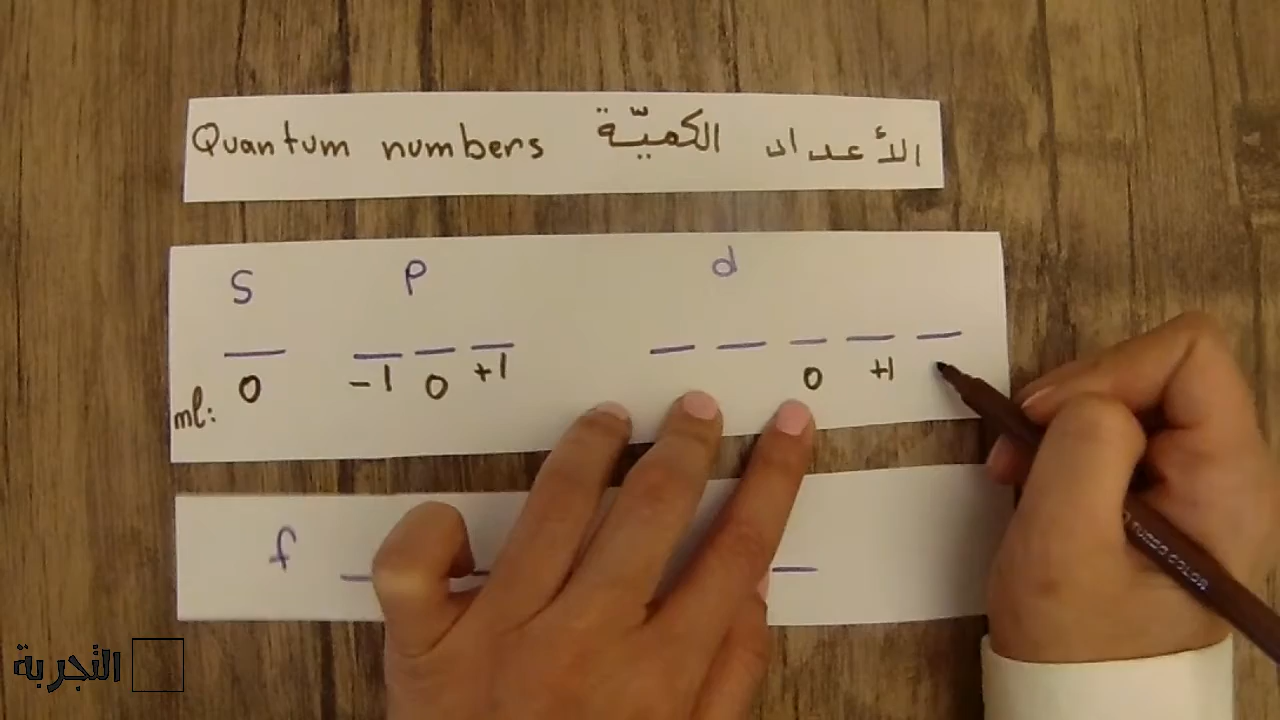 Quantum numbers الأعداد الكميّة
S P d
0 -1 0 +1 0 +1
ml:
f
التجربة